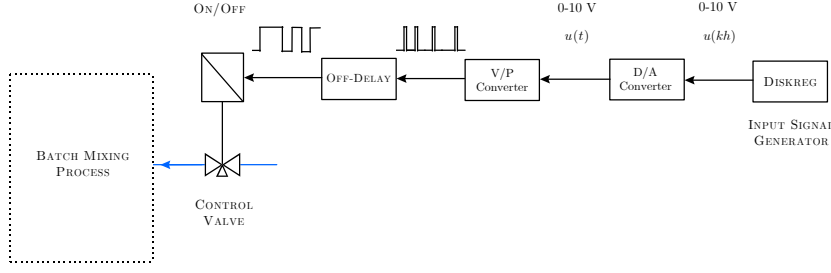 On/Off
0-10 V
0-10 V
u(t)
u(kh)
Off-Delay
V/P
Converter
D/A
Converter
Diskreg
Input Signal
Generator
Batch Mixing
Process
Control
Valve